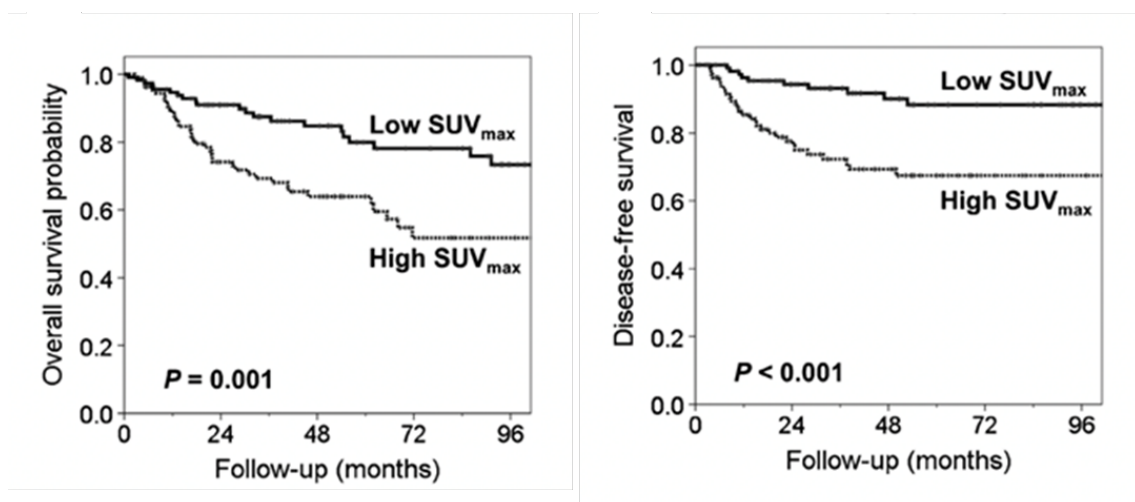 Overall survival probability
1.0
0.8
0.6
0.4
0.2
0.0
Low SUVmax
High SUVmax
P = 0.001
0 24 48 72 96
Follow-up (months)
Disease-free survival
1.0
0.8
0.6
0.4
0.2
0.0
Low SUVmax
High SUVmax
P < 0.001
0 24 48 72 96
Follow-up (months)